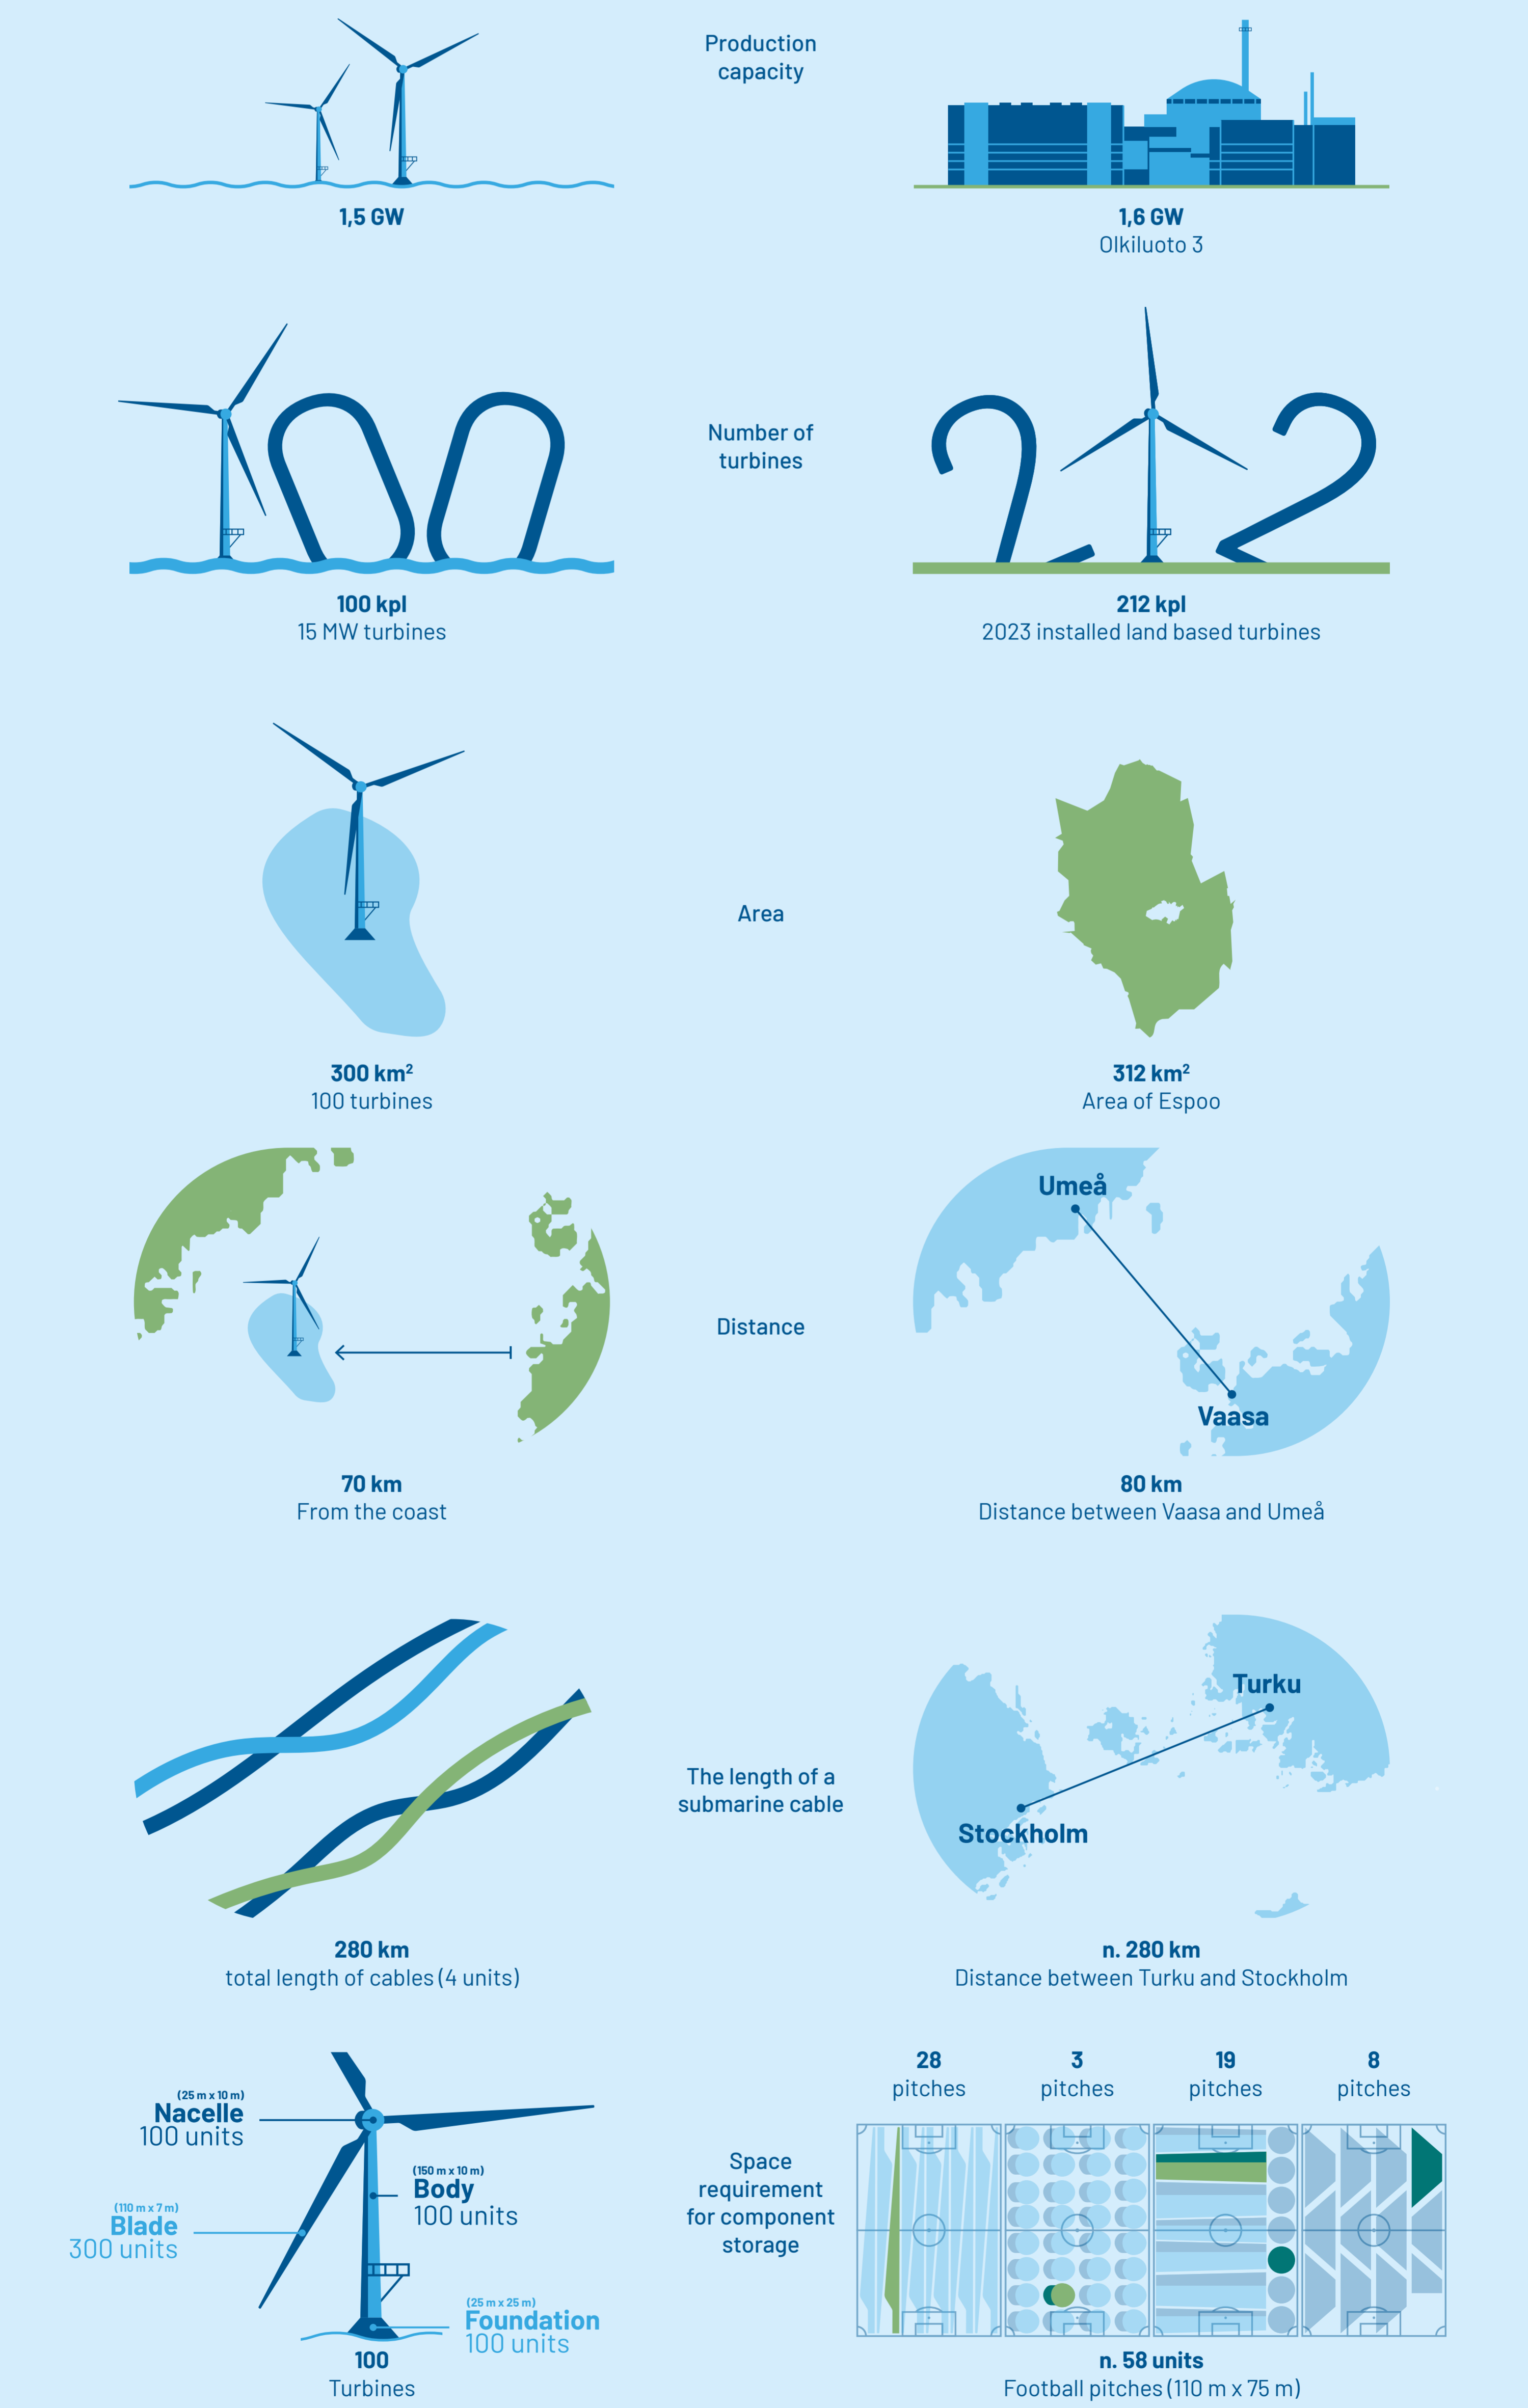 Production
capacity
1,5 GW
1,6 GW
Olkiluoto 3
Number of
turbines
100 kpl
15 MW turbines
212 kpl
2023 installed land based turbines
Area
300 km²
100 turbines
312 km²
Area of Espoo
Distance
Umeå
Vaasa
70 km
From the coast
80 km
Distance between Vaasa and Umeå
The length of a
submarine cable
Turku
Stockholm
280 km
total length of cables (4 units)
n. 280 km
Distance between Turku and Stockholm
(25 m x 10 m)
Nacelle
100 units
(150 m x 10 m)
Body
100 units
(110 m x 7 m)
Blade
300 units
(25 m x 25 m)
Foundation
100 units
100
Turbines
Space
requirement
for component
storage
28
pitches
3
pitches
19
pitches
8
pitches
n. 58 units
Football pitches (110 m x 75 m)